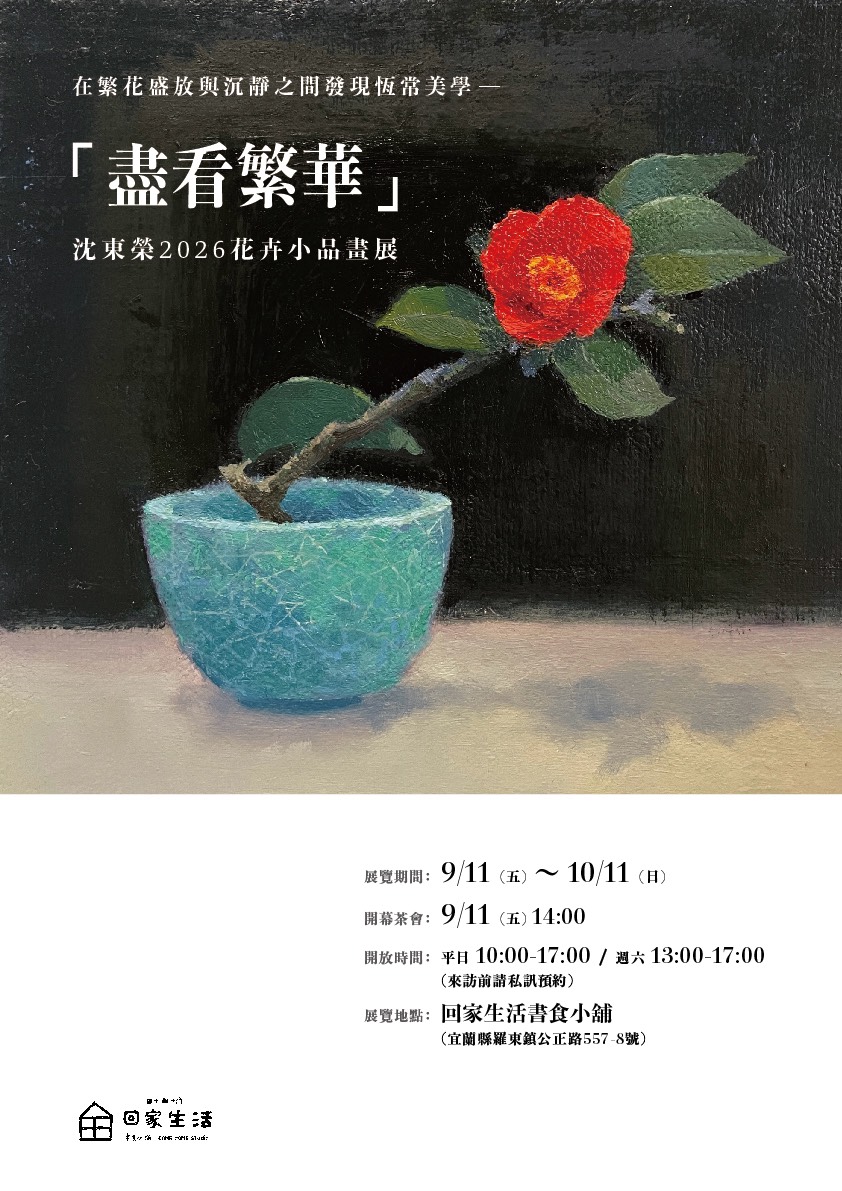 在繁花盛放與沉靜之間發現恆常美學—
「盡看繁華」
沈東榮2026花卉小品畫展
展覽期間：9/11（五）～10/11（日）
開幕茶會：9/11（五）14:00
開放時間：平日 10:00-17:00 / 週六 13:00-17:00
（來訪前請私訊預約）
展覽地點：回家生活書食小舖
（宜蘭縣羅東鎮公正路557-8號）
回家生活